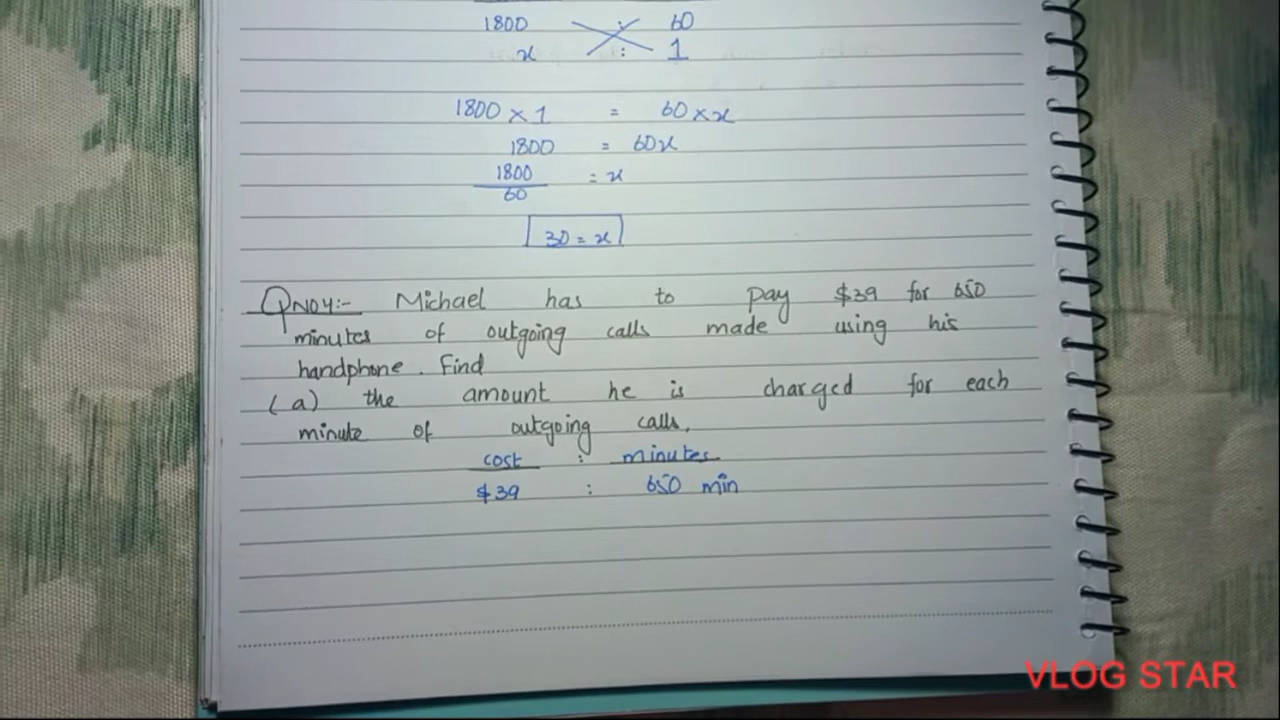 1800 : 60
x : 1
1800 × 1 = 60 × x
1800 = 60x
1800 = x
60
30 = x
QNo4:- Michael has to pay $39 for 650
minutes of outgoing calls made using his
handphone. Find
(a) the amount he is charged for each
minute of outgoing calls.
cost : minutes
$39 : 650 min
VLOG STAR